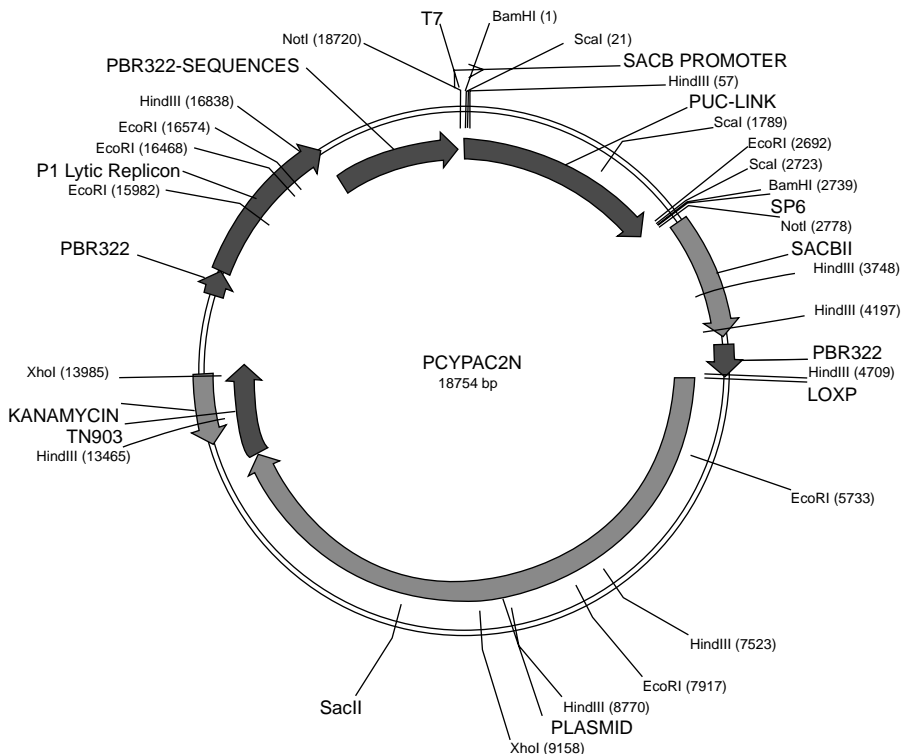 T7
BamHI (1)
NotI (18720)
ScaI (21)
PBR322-SEQUENCES
SACB PROMOTER
HindIII (57)
HindIII (16838)
PUC-LINK
EcoRI (16574)
ScaI (1789)
EcoRI (16468)
EcoRI (2692)
P1 Lytic Replicon
ScaI (2723)
EcoRI (15982)
BamHI (2739)
SP6
NotI (2778)
PBR322
SACBII
HindIII (3748)
HindIII (4197)
PCYPAC2N
18754 bp
PBR322
XhoI (13985)
HindIII (4709)
LOXP
KANAMYCIN
TN903
HindIII (13465)
EcoRI (5733)
HindIII (7523)
EcoRI (7917)
SacII
HindIII (8770)
PLASMID
XhoI (9158)